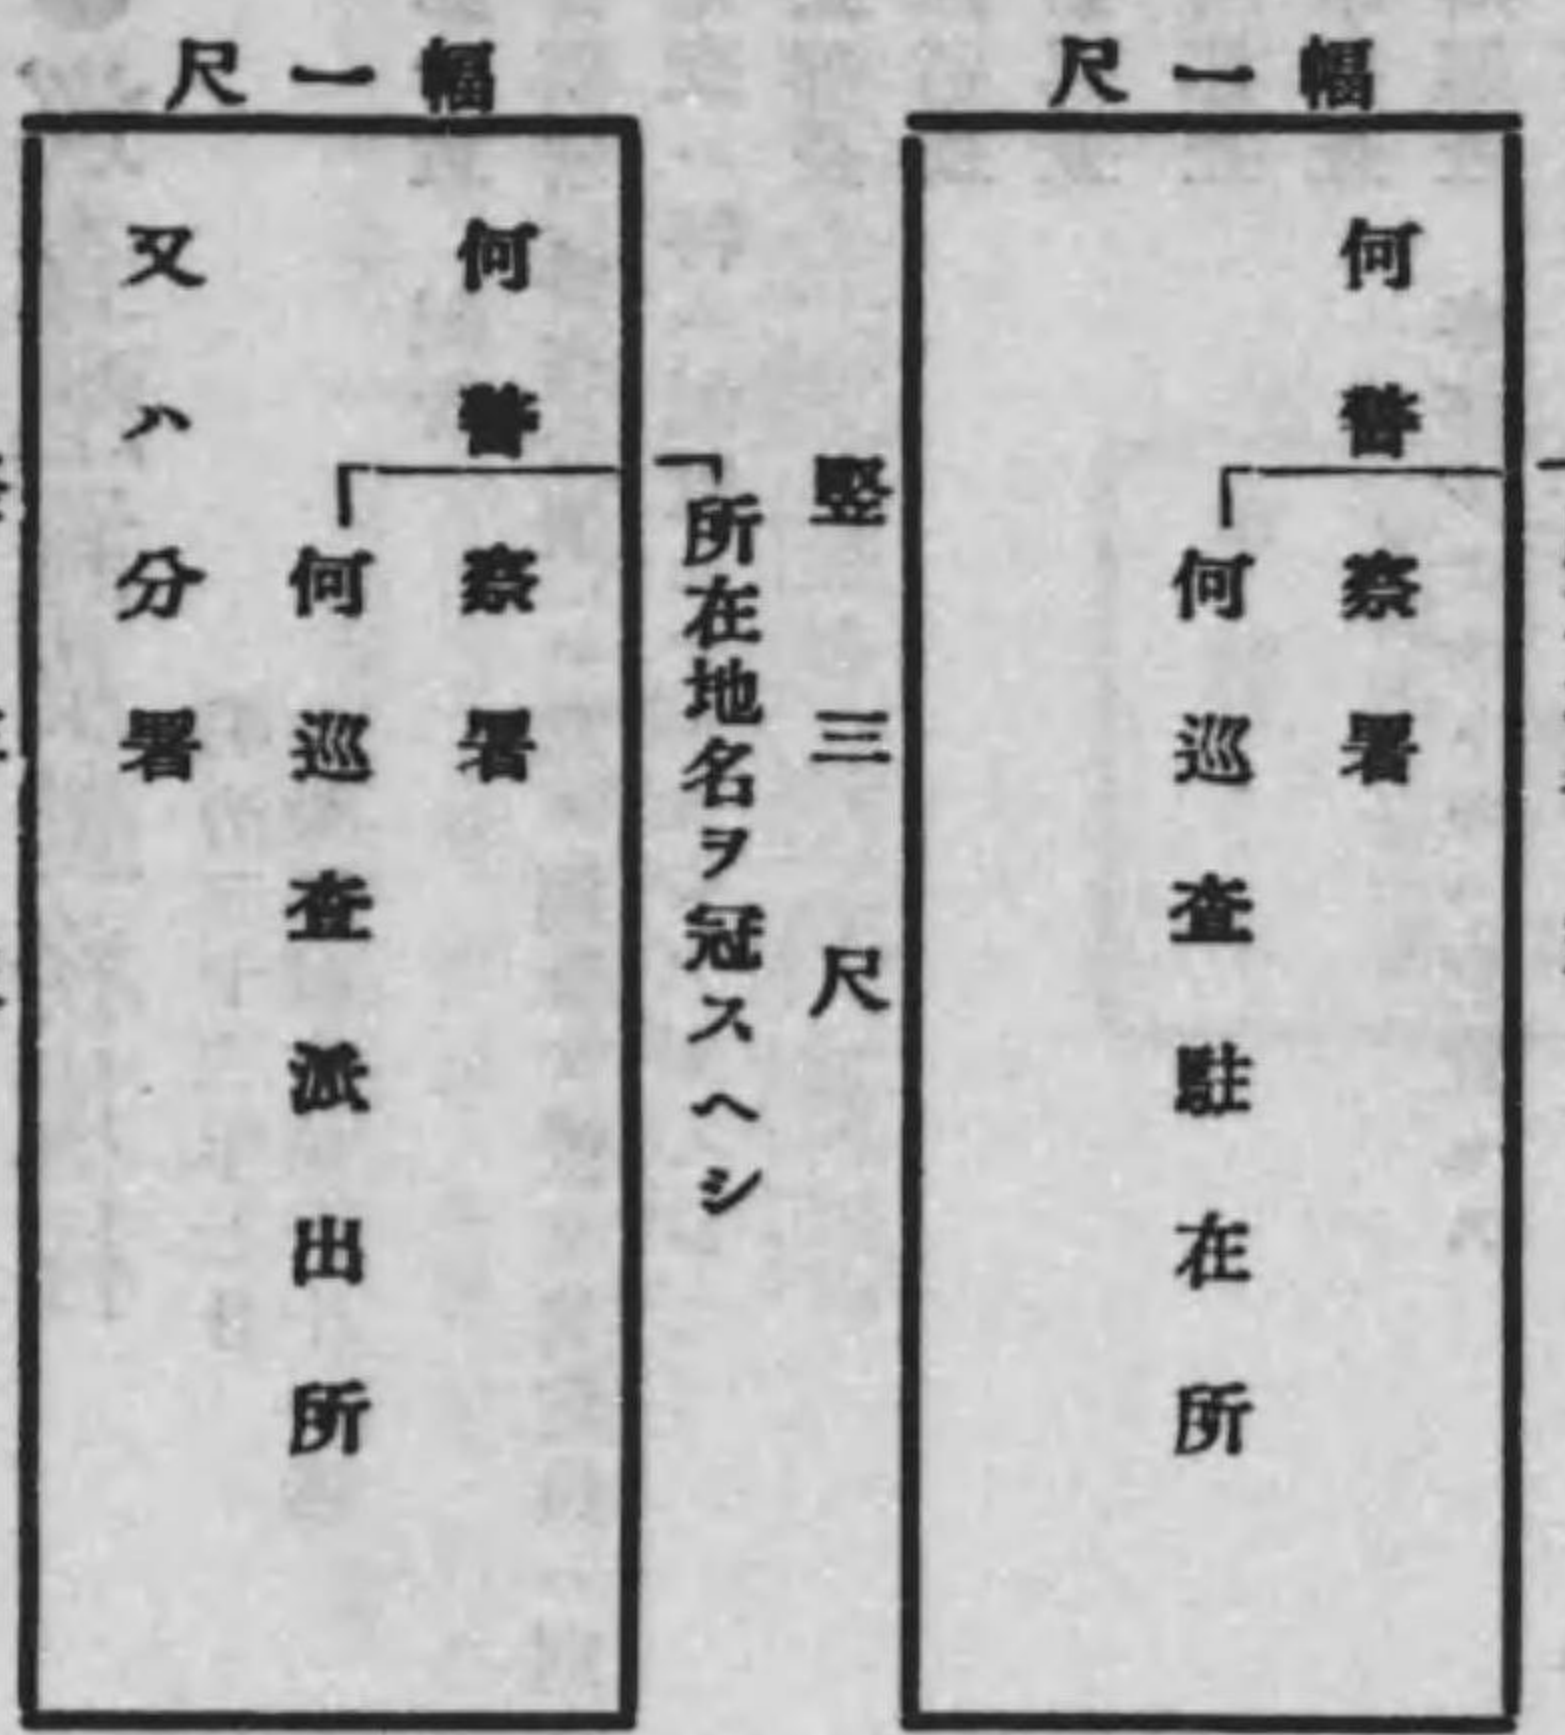 幅一尺
何警察署
何巡査駐在所
竪三尺
所在地名ヲ冠スヘシ
幅一尺
何警察署
何巡査派出所
又ハ分署